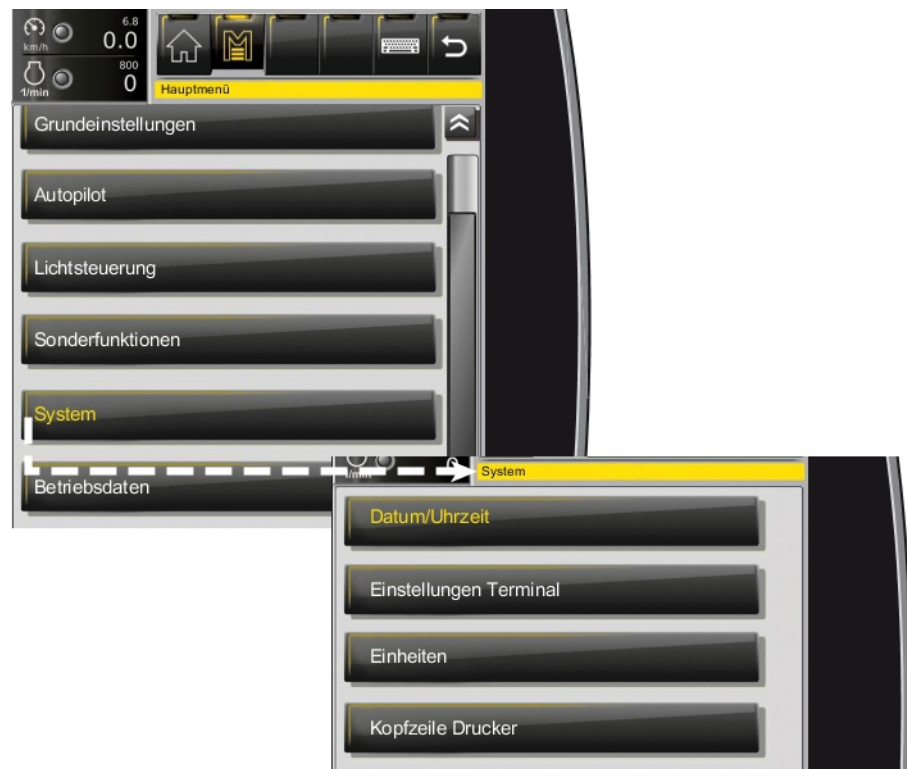 6.8
km/h 0.0
800
1/min 0
Hauptmenü
Grundeinstellungen
Autopilot
Lichtsteuerung
Sonderfunktionen
System
Betriebsdaten
System
Datum/Uhrzeit
Einstellungen Terminal
Einheiten
Kopfzeile Drucker